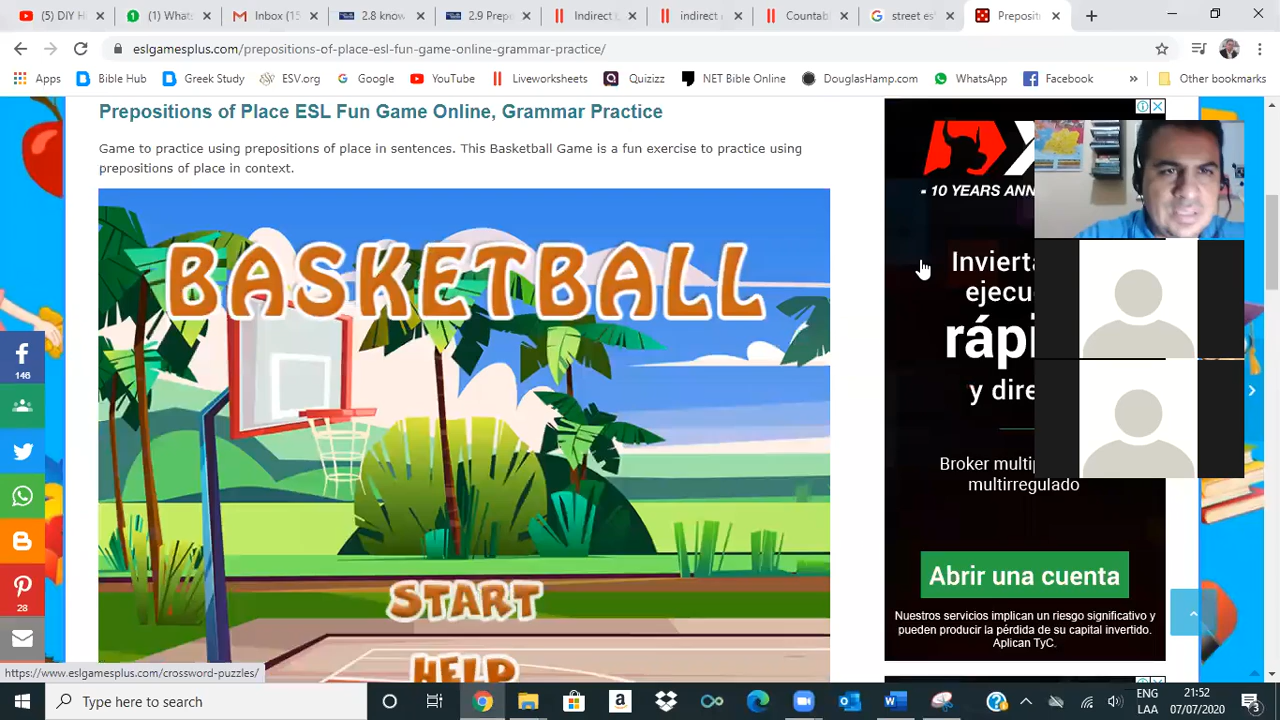 (5) DIY H
(1) Whats
Inbox (15
2.8 know
2.9 Prepo
Indirect q
indirect q
Countab
street esl
Prepositi
eslgamesplus.com/prepositions-of-place-esl-fun-game-online-grammar-practice/
Apps
Bible Hub
Greek Study
ESV.org
Google
YouTube
Liveworksheets
Quizizz
NET Bible Online
DouglasHamp.com
WhatsApp
Facebook
»
Other bookmarks
Prepositions of Place ESL Fun Game Online, Grammar Practice
Game to practice using prepositions of place in sentences. This Basketball Game is a fun exercise to practice using
prepositions of place in context.
BASKETBALL
START
HELP
146
28
X
- 10 YEARS ANN
Invierta
ejecu
rápi
y dire
Broker multip
multirregulado
Abrir una cuenta
Nuestros servicios implican un riesgo significativo y
pueden producir la pérdida de su capital invertido.
Aplican TyC.
https://www.eslgamesplus.com/crossword-puzzles/
Type here to search
ENG
LAA
21:52
07/07/2020
3